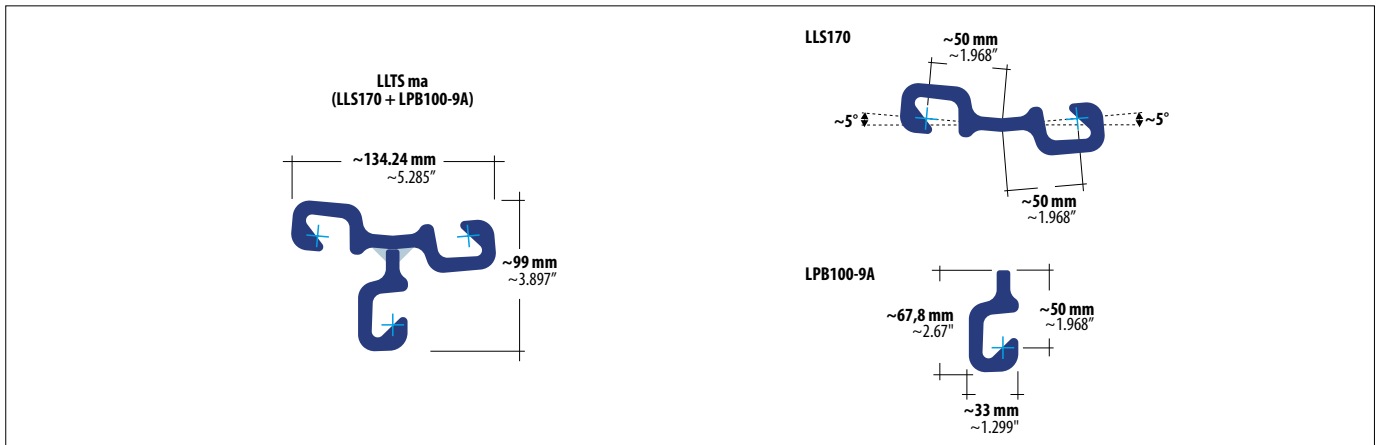 LLTS ma
(LLS170 + LPB100-9A)
~134.24 mm
~5.285”
~99 mm
~3.897”
LLS170
~50 mm
~1.968”
~5°
~5°
~50 mm
~1.968”
LPB100-9A
~67,8 mm
~2.67"
~50 mm
~1.968”
~33 mm
~1.299”